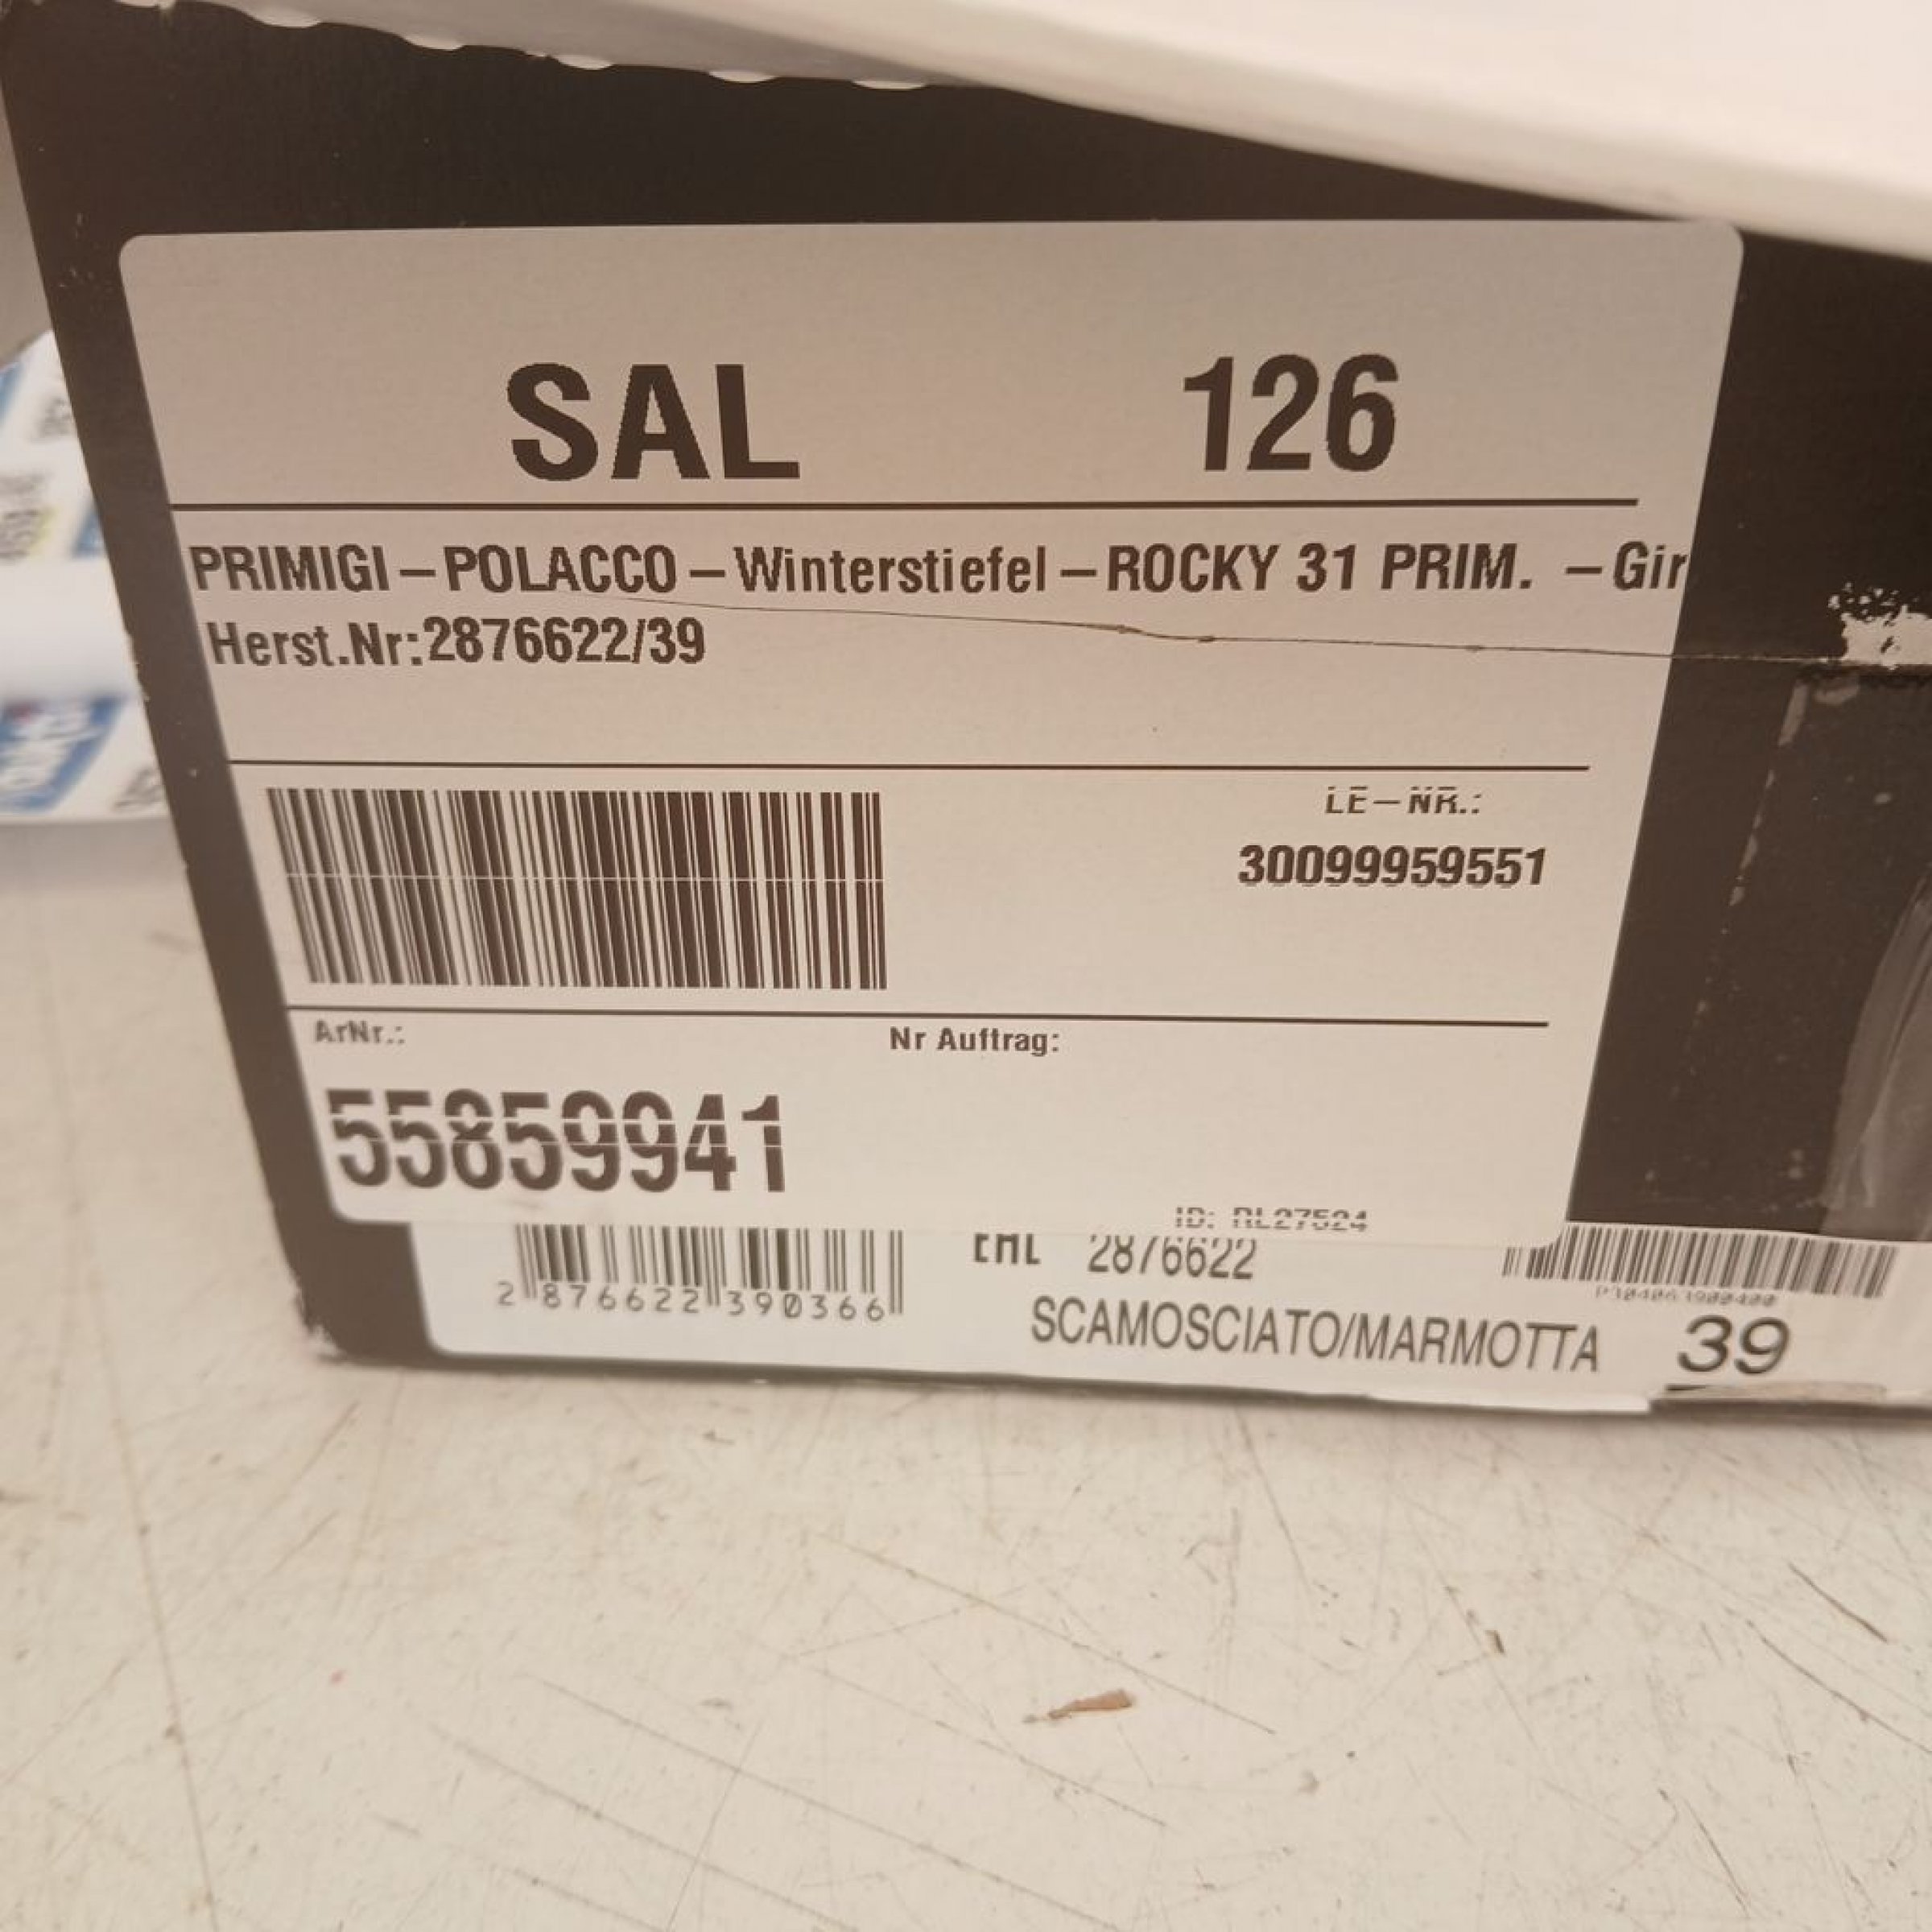 SAL 126
PRIMIGI – POLACCO – Winterstiefel – ROCKY 31 PRIM. – Gir
Herst.Nr:2876622/39
LE – NR.:
30099959551
ArNr.: Nr Auftrag:
55859941
ID: RL27524
2876622
2 876622 390366
SCAMOSCIATO/MARMOTTA 39